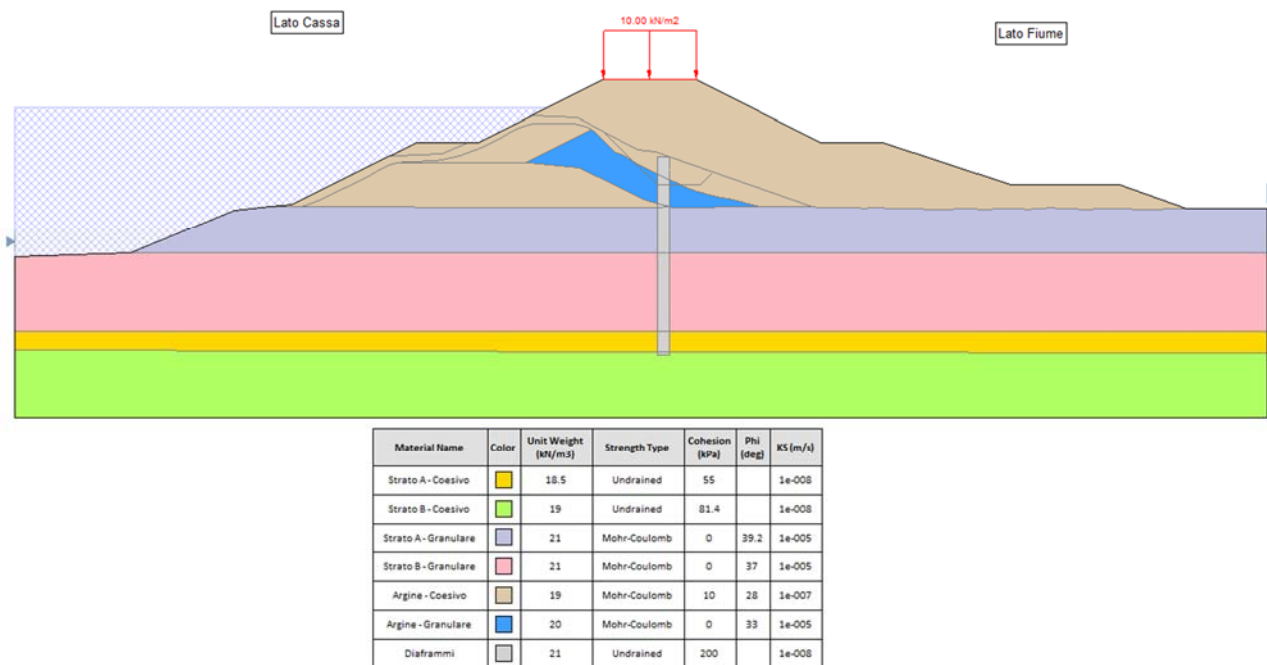 Lato Cassa
10.00 kN/m2
Lato Fiume
Material Name Color Unit Weight (kN/m3) Strength Type Cohesion (kPa) Phi (deg) KS (m/s)
Strato A - Coesivo 18.5 Undrained 55 1e-008
Strato B - Coesivo 19 Undrained 81.4 1e-008
Strato A - Granulare 21 Mohr-Coulomb 0 39.2 1e-005
Strato B - Granulare 21 Mohr-Coulomb 0 37 1e-005
Argine - Coesivo 19 Mohr-Coulomb 10 28 1e-007
Argine - Granulare 20 Mohr-Coulomb 0 33 1e-005
Diaframmi 21 Undrained 200 1e-008